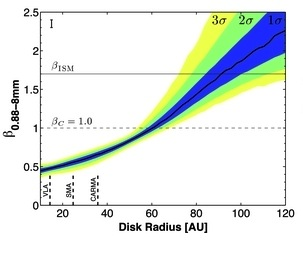 I
3σ 2σ 1σ
2.5
2
β_ISM
1.5
β_C = 1.0
1
0.5
0
VLA
SMA
CARMA
β_0.88–8mm
20 40 60 80 100 120
Disk Radius [AU]